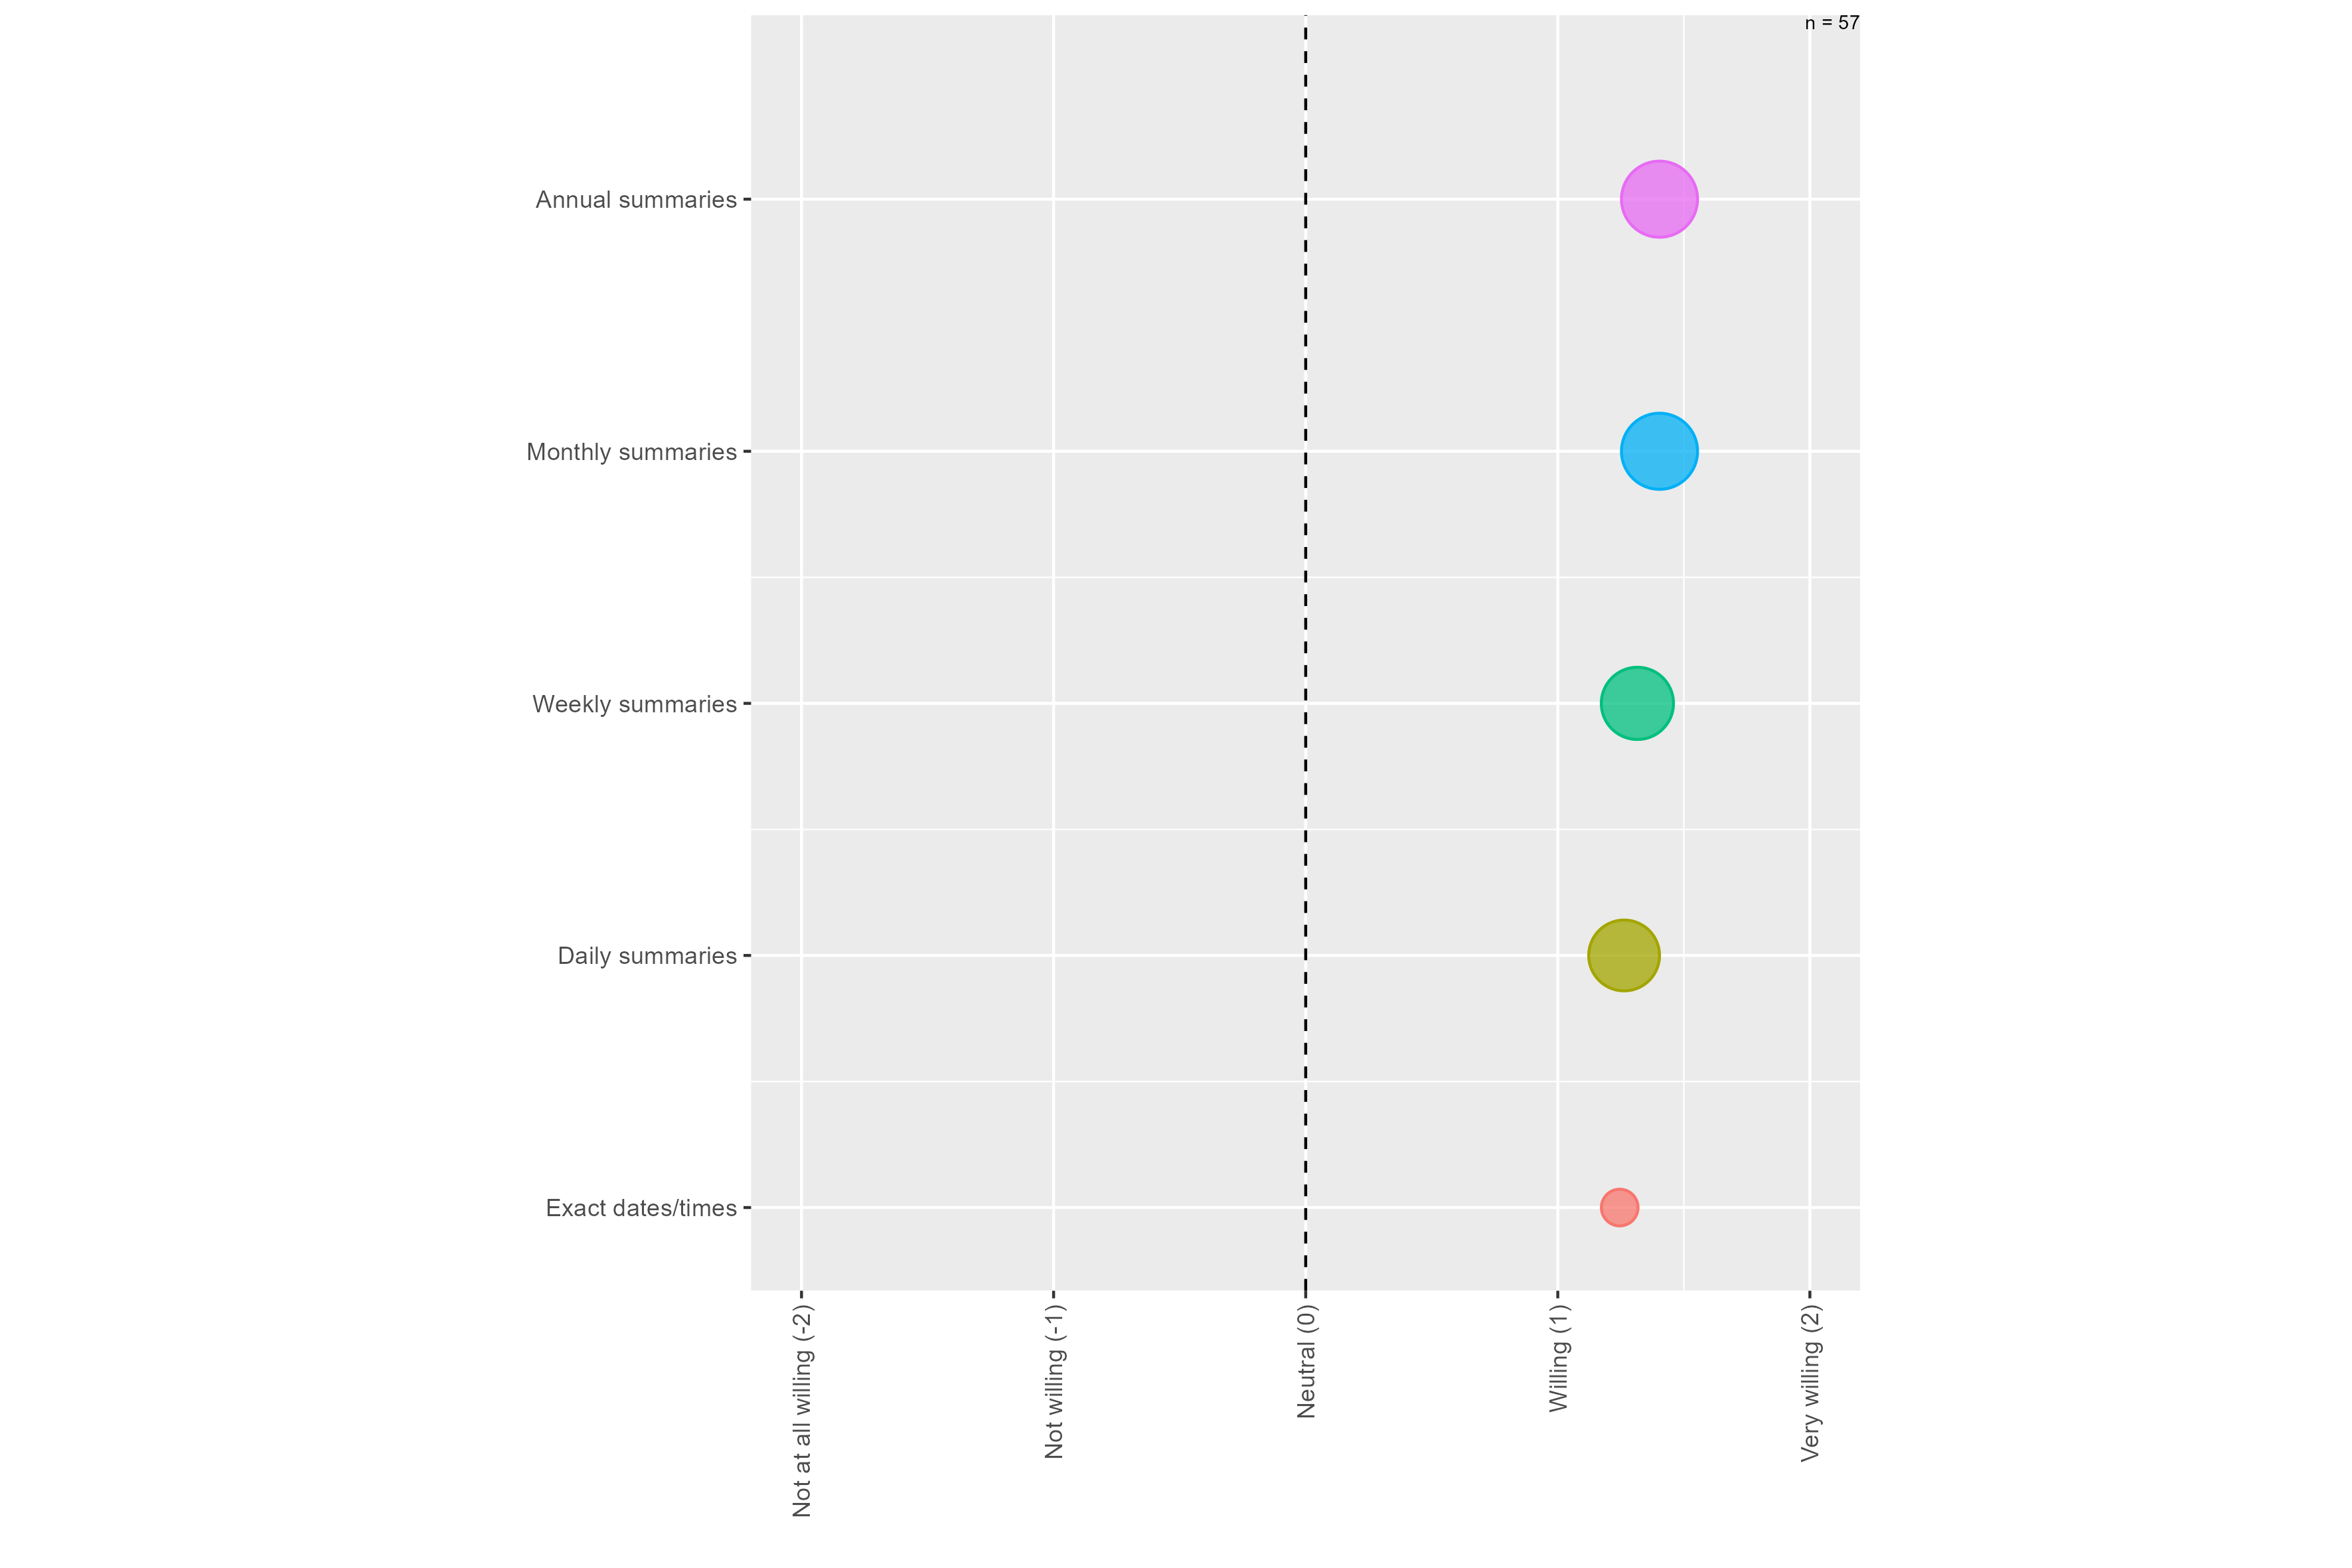 n = 57
Annual summaries
Monthly summaries
Weekly summaries
Daily summaries
Exact dates/times
Not at all willing (-2)
Not willing (-1)
Neutral (0)
Willing (1)
Very willing (2)